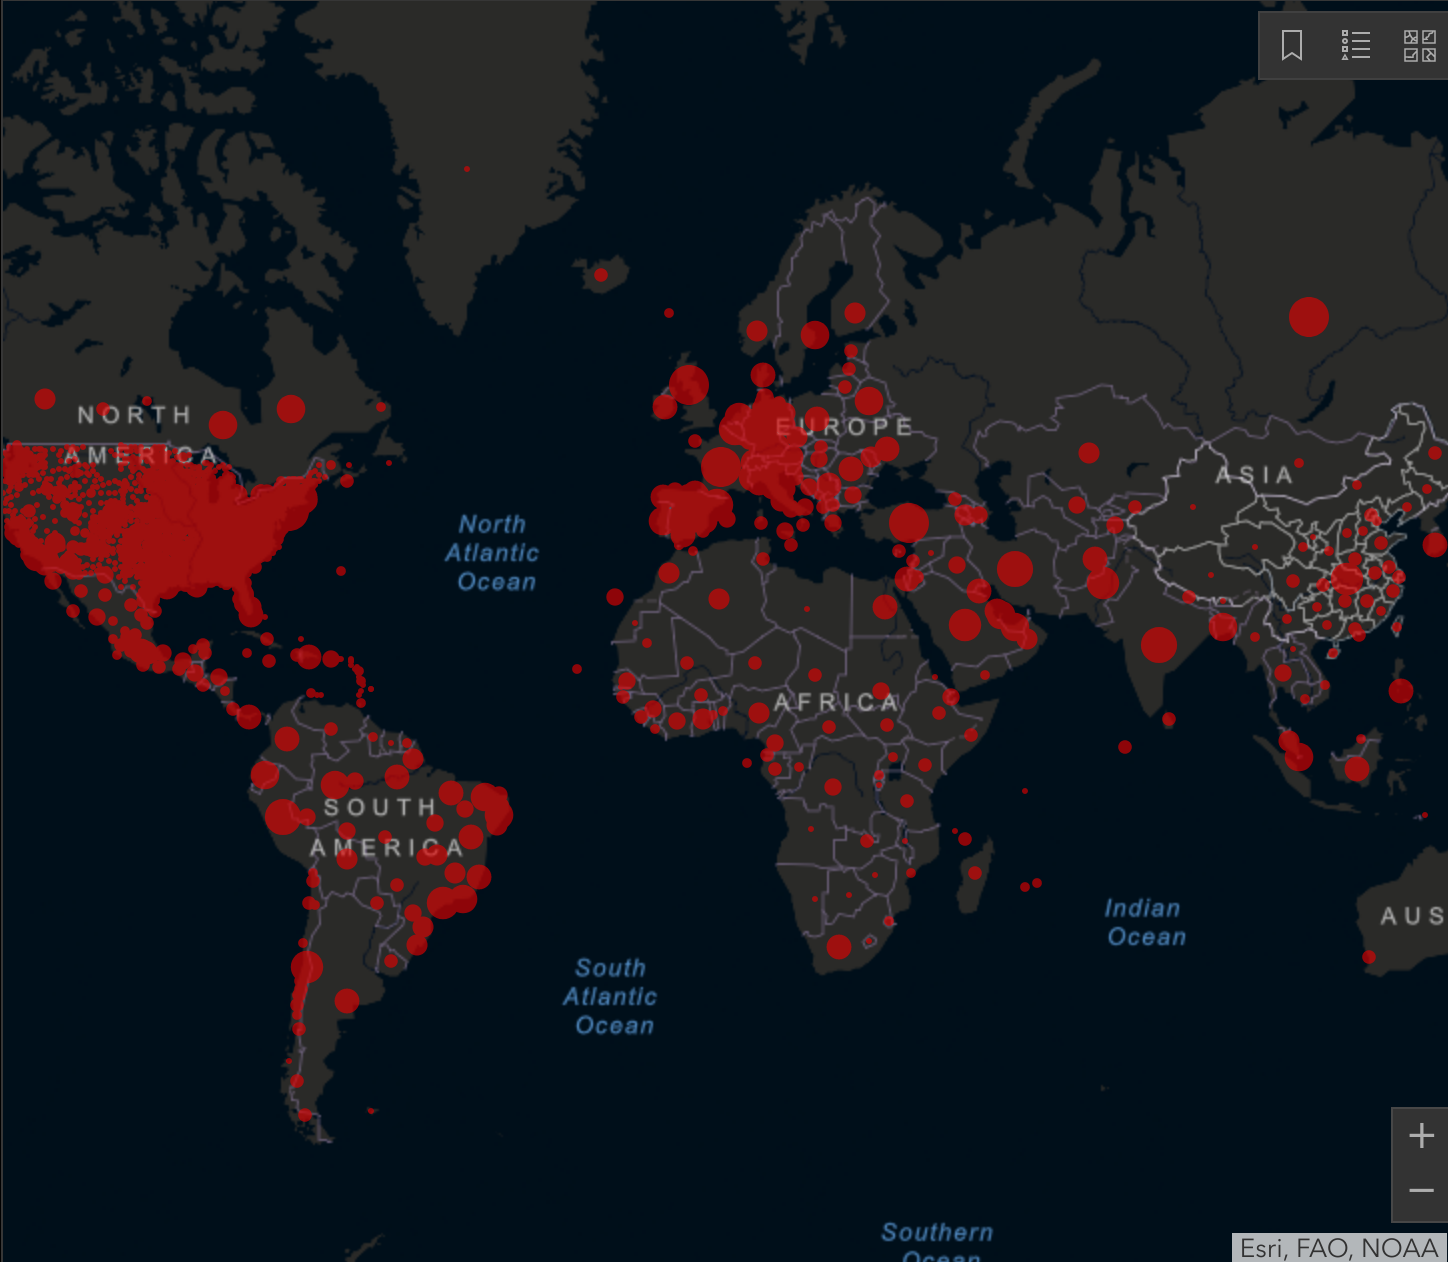 NORTH
AMERICA
EUROPE
ASIA
North
Atlantic
Ocean
AFRICA
SOUTH
AMERICA
Indian
Ocean
AUS
South
Atlantic
Ocean
Southern
Ocean
Esri, FAO, NOAA